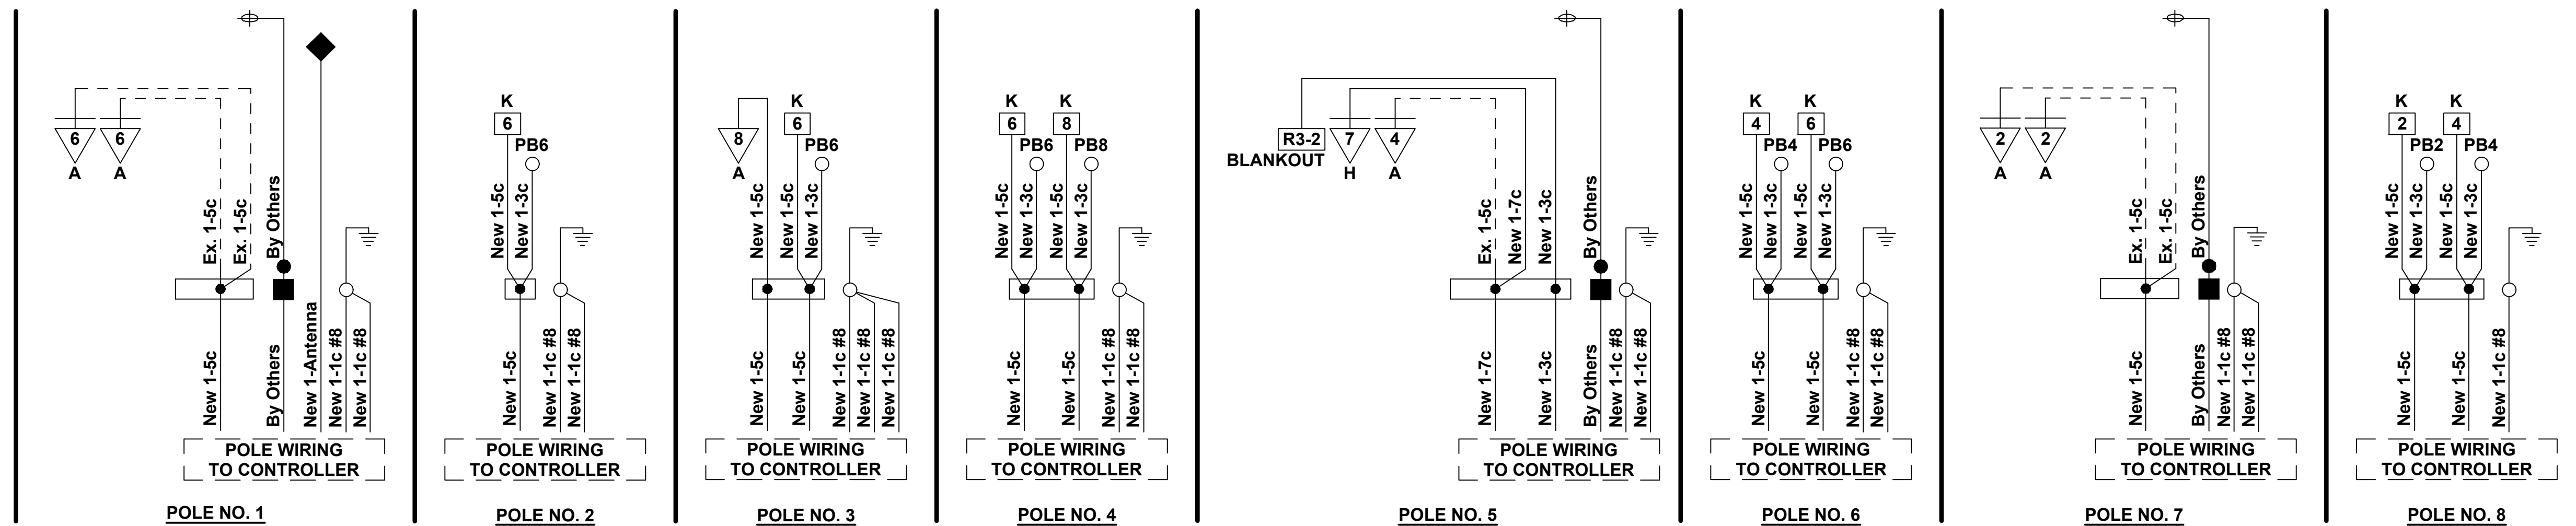 6
6
A
A
Ex. 1-5c
Ex. 1-5c
By Others
New 1-5c
By Others
New 1-Antenna
New 1-1c #8
New 1-1c #8
POLE WIRING
TO CONTROLLER
POLE NO. 1
K
6
PB6
New 1-5c
New 1-3c
New 1-5c
New 1-1c #8
New 1-1c #8
POLE WIRING
TO CONTROLLER
POLE NO. 2
K
8
6
PB6
A
New 1-5c
New 1-5c
New 1-3c
New 1-5c
New 1-5c
New 1-1c #8
New 1-1c #8
New 1-1c #8
POLE WIRING
TO CONTROLLER
POLE NO. 3
K
K
6
8
PB6
PB8
New 1-5c
New 1-3c
New 1-5c
New 1-3c
New 1-5c
New 1-5c
New 1-1c #8
New 1-1c #8
POLE WIRING
TO CONTROLLER
POLE NO. 4
R3-2
7
4
BLANKOUT
H
A
Ex. 1-5c
New 1-7c
New 1-3c
By Others
New 1-7c
New 1-3c
By Others
New 1-1c #8
New 1-1c #8
POLE WIRING
TO CONTROLLER
POLE NO. 5
K
K
4
6
PB4
PB6
New 1-5c
New 1-3c
New 1-5c
New 1-3c
New 1-5c
New 1-5c
New 1-1c #8
New 1-1c #8
POLE WIRING
TO CONTROLLER
POLE NO. 6
2
2
A
A
Ex. 1-5c
Ex. 1-5c
By Others
New 1-5c
By Others
New 1-1c #8
New 1-1c #8
POLE WIRING
TO CONTROLLER
POLE NO. 7
K
K
2
4
PB2
PB4
New 1-5c
New 1-3c
New 1-5c
New 1-3c
New 1-5c
New 1-5c
New 1-1c #8
POLE WIRING
TO CONTROLLER
POLE NO. 8